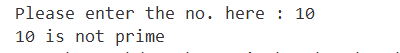 Please enter the no. here : 10
10 is not prime